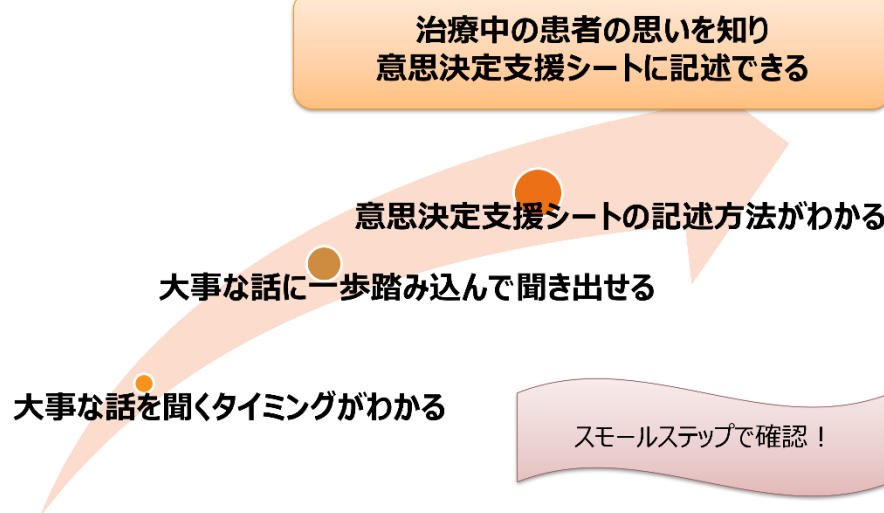 治療中の患者の思いを知り
意思決定支援シートに記述できる
意思決定支援シートの記述方法がわかる
大事な話に一歩踏み込んで聞き出せる
大事な話を聞くタイミングがわかる
スモールステップで確認！